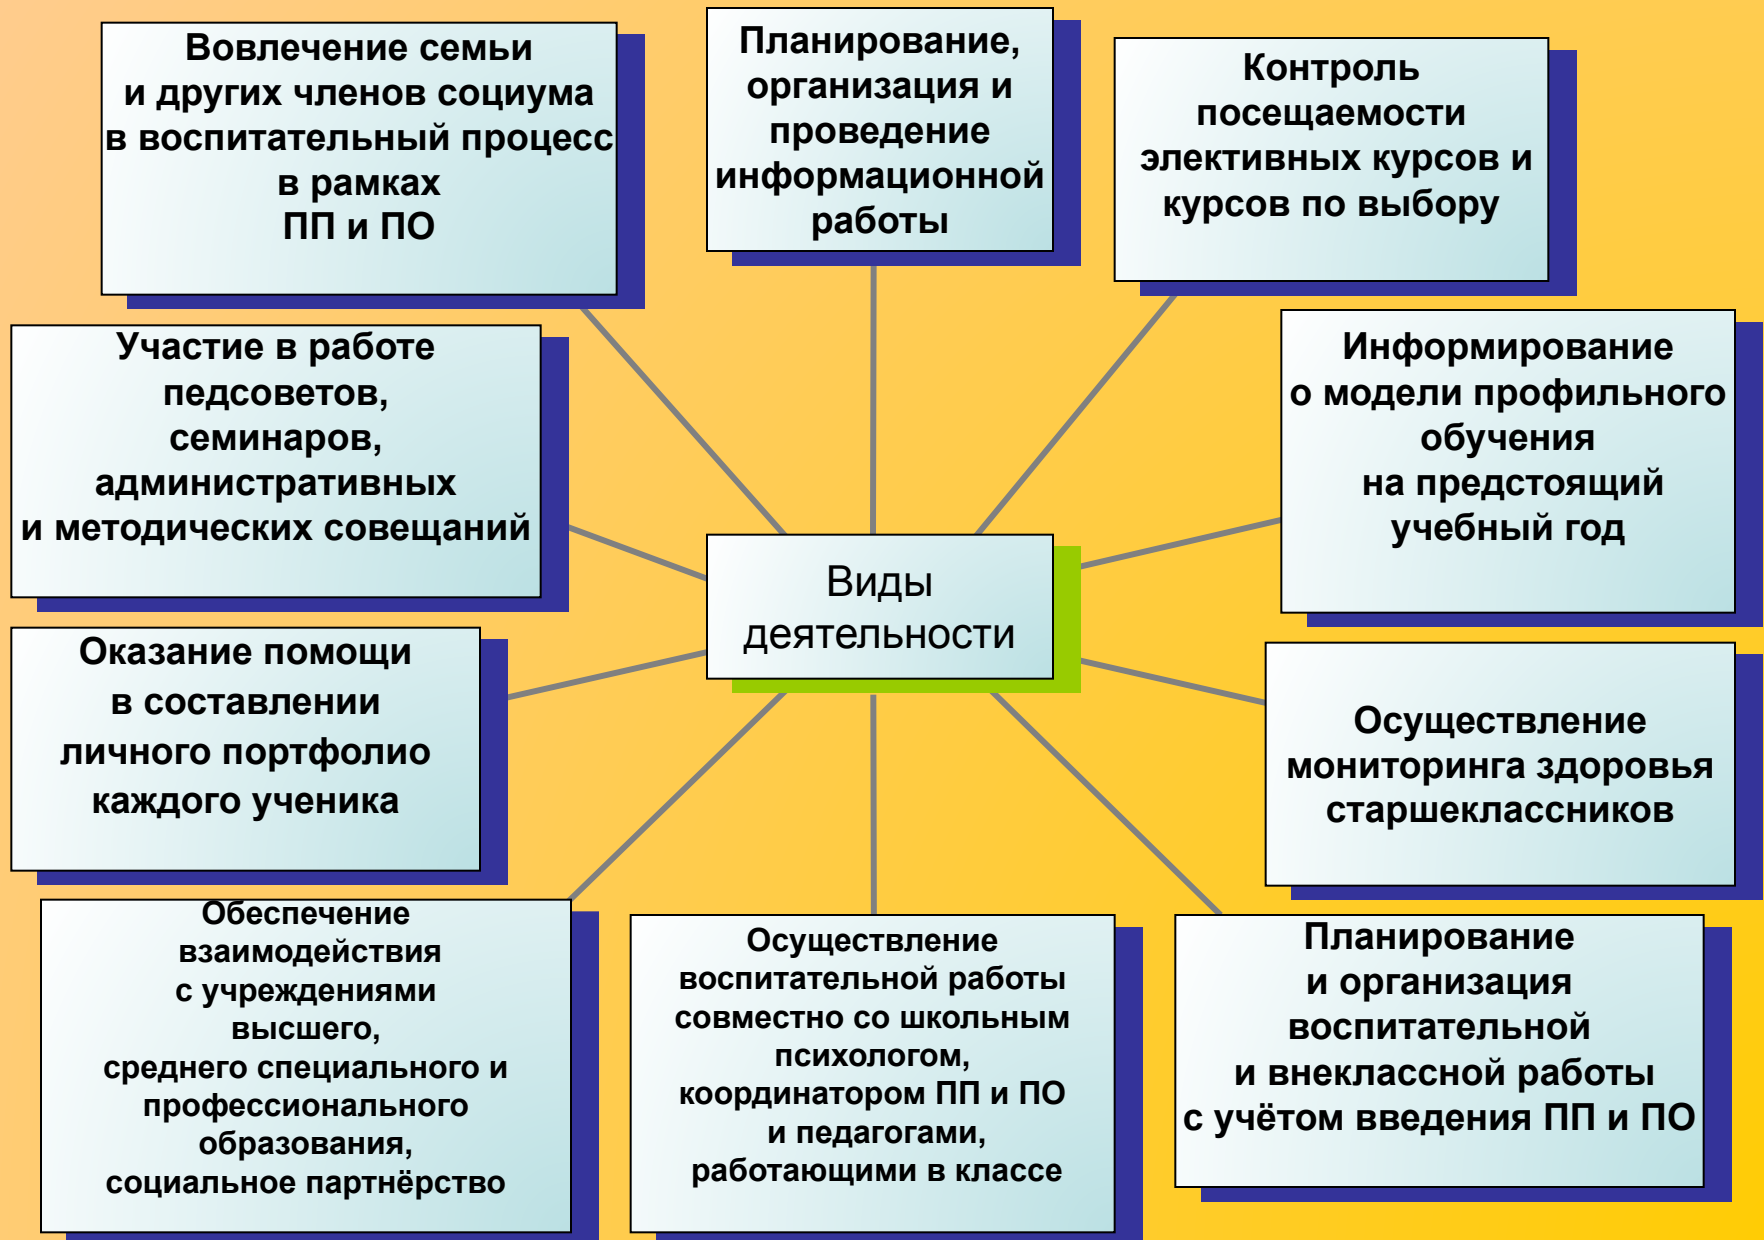 Вовлечение семьи
и других членов социума
в воспитательный процесс
в рамках
ПП и ПО
Планирование,
организация и
проведение
информационной
работы
Контроль
посещаемости
элективных курсов и
курсов по выбору
Участие в работе
педсоветов,
семинаров,
административных
и методических совещаний
Информирование
о модели профильного
обучения
на предстоящий
учебный год
Виды
деятельности
Оказание помощи
в составлении
личного портфолио
каждого ученика
Осуществление
мониторинга здоровья
старшеклассников
Обеспечение
взаимодействия
с учреждениями
высшего,
среднего специального и
профессионального
образования,
социальное партнёрство
Осуществление
воспитательной работы
совместно со школьным
психологом,
координатором ПП и ПО
и педагогами,
работающими в классе
Планирование
и организация
воспитательной
и внеклассной работы
с учётом введения ПП и ПО